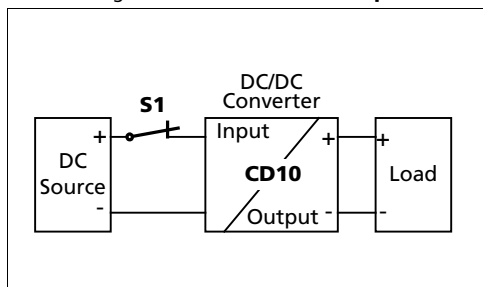 DC/DC
Converter
S1
+ Input + +
DC
Source
CD10
Load
- Output - -